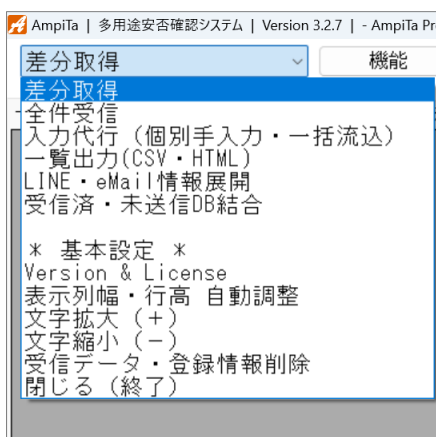 AmpiTa | 多用途安否確認システム | Version 3.2.7 | - AmpiTa Pr
差分取得
機能
差分取得
全件受信
入力代行（個別手入力・一括流込）
一覧出力(CSV・HTML)
LINE・eMail情報展開
受信済・未送信DB結合
＊ 基本設定 ＊
Version & License
表示列幅・行高 自動調整
文字拡大（＋）
文字縮小（－）
受信データ・登録情報削除
閉じる（終了）